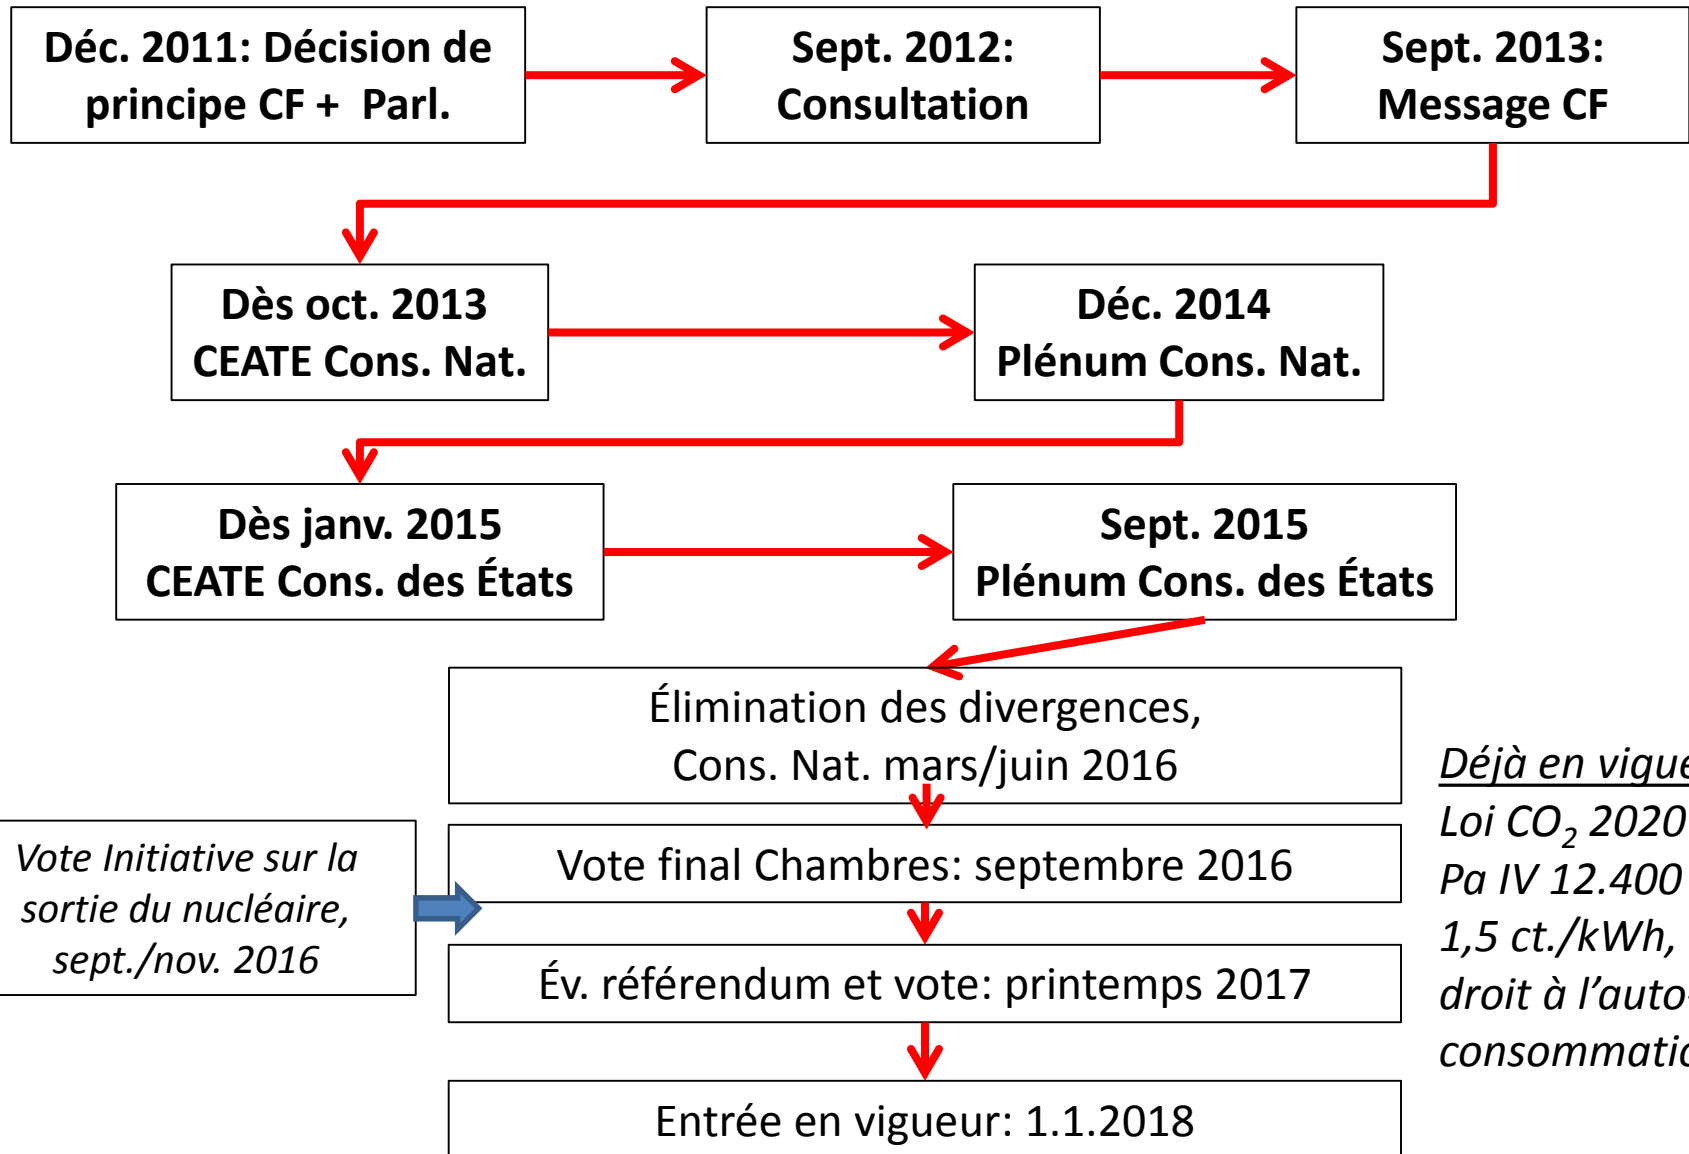 Déc. 2011: Décision de
principe CF + Parl.
Sept. 2012:
Consultation
Sept. 2013:
Message CF
Dès oct. 2013
CEATE Cons. Nat.
Déc. 2014
Plénum Cons. Nat.
Dès janv. 2015
CEATE Cons. des États
Sept. 2015
Plénum Cons. des États
Élimination des divergences,
Cons. Nat. mars/juin 2016
Vote final Chambres: septembre 2016
Vote Initiative sur la
sortie du nucléaire,
sept./nov. 2016
Év. référendum et vote: printemps 2017
Entrée en vigueur: 1.1.2018
Déjà en
Loi CO₂ 2020
Pa IV 12.400
1,5 ct./kWh,
droit à l’auto-